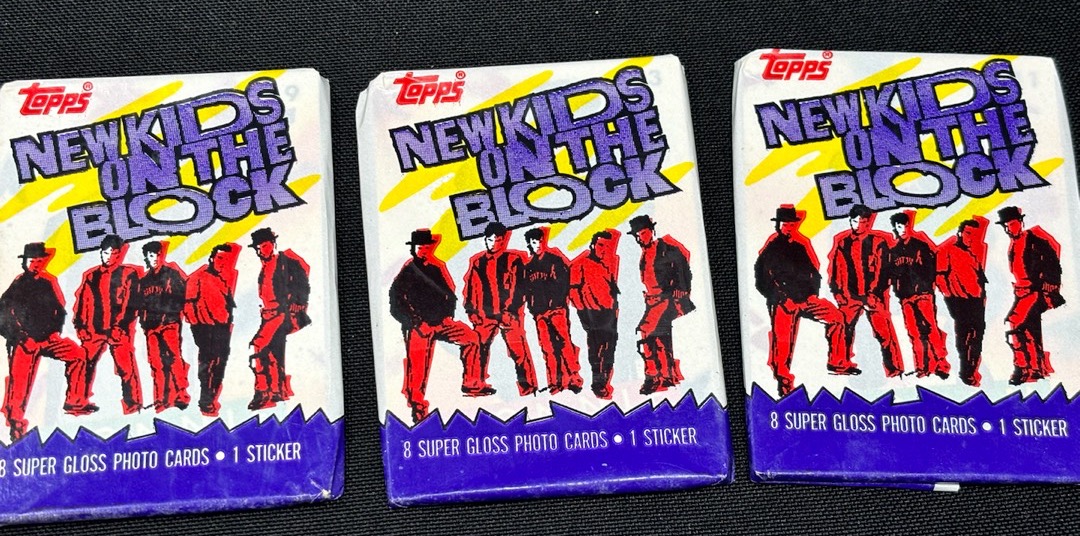 TOPPS®
NEW KIDS
ON THE
BLOCK
8 SUPER GLOSS PHOTO CARDS • 1 STICKER
TOPPS®
NEW KIDS
ON THE
BLOCK
8 SUPER GLOSS PHOTO CARDS • 1 STICKER
TOPPS®
NEW KIDS
ON THE
BLOCK
8 SUPER GLOSS PHOTO CARDS • 1 STICKER